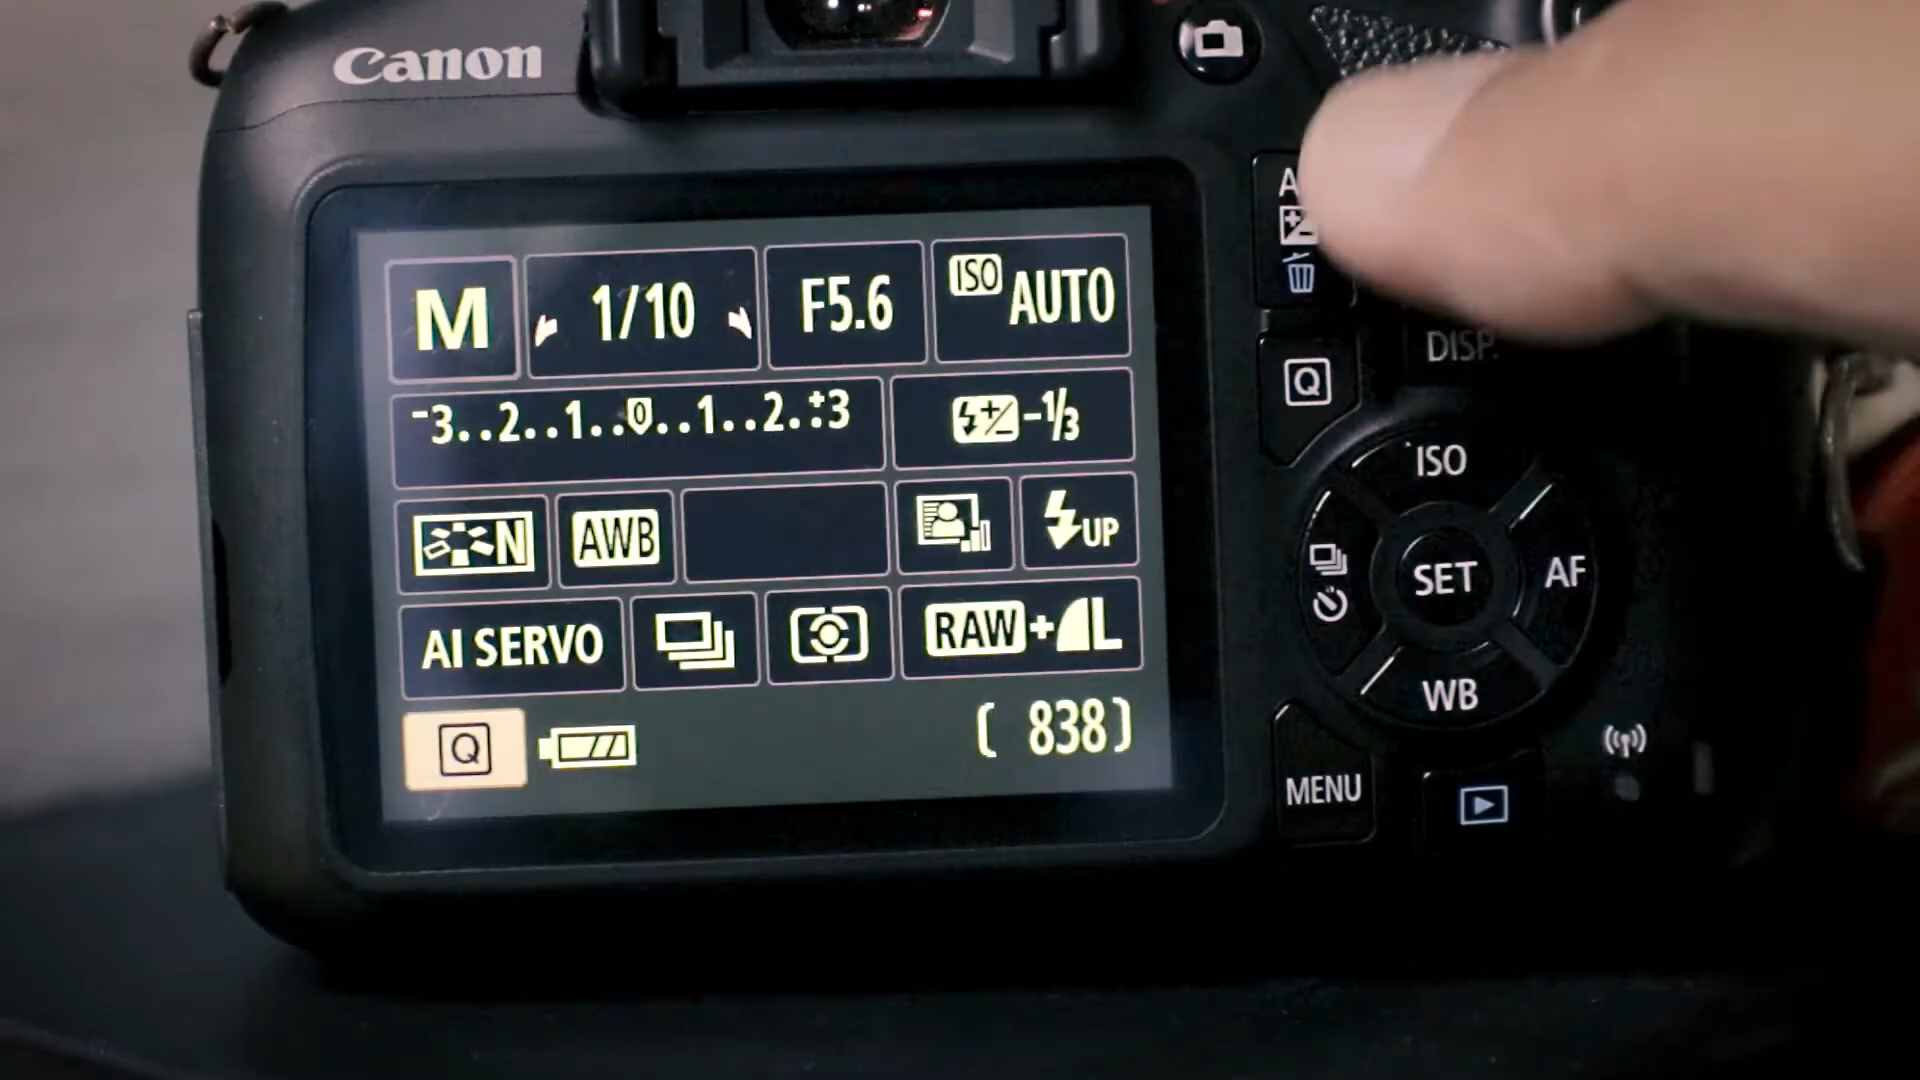 Canon
M 1/10 F5.6 ISO AUTO
-3..2..1..0..1..2..+3 -1/3
N AWB UP
AI SERVO RAW+L
Q (838)
Q
DISP.
ISO
SET AF
WB
MENU